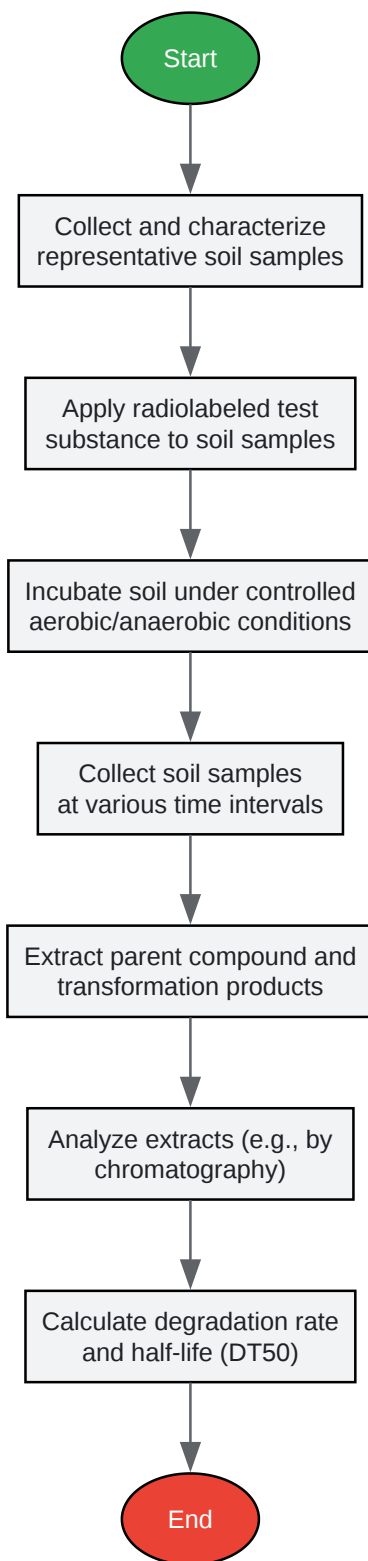 Start
Collect and characterize
representative soil samples
Apply radiolabeled test
substance to soil samples
Incubate soil under controlled
aerobic/anaerobic conditions
Collect soil samples
at various time intervals
Extract parent compound and
transformation products
Analyze extracts (e.g., by
chromatography)
Calculate degradation rate
and half-life (DT50)
End